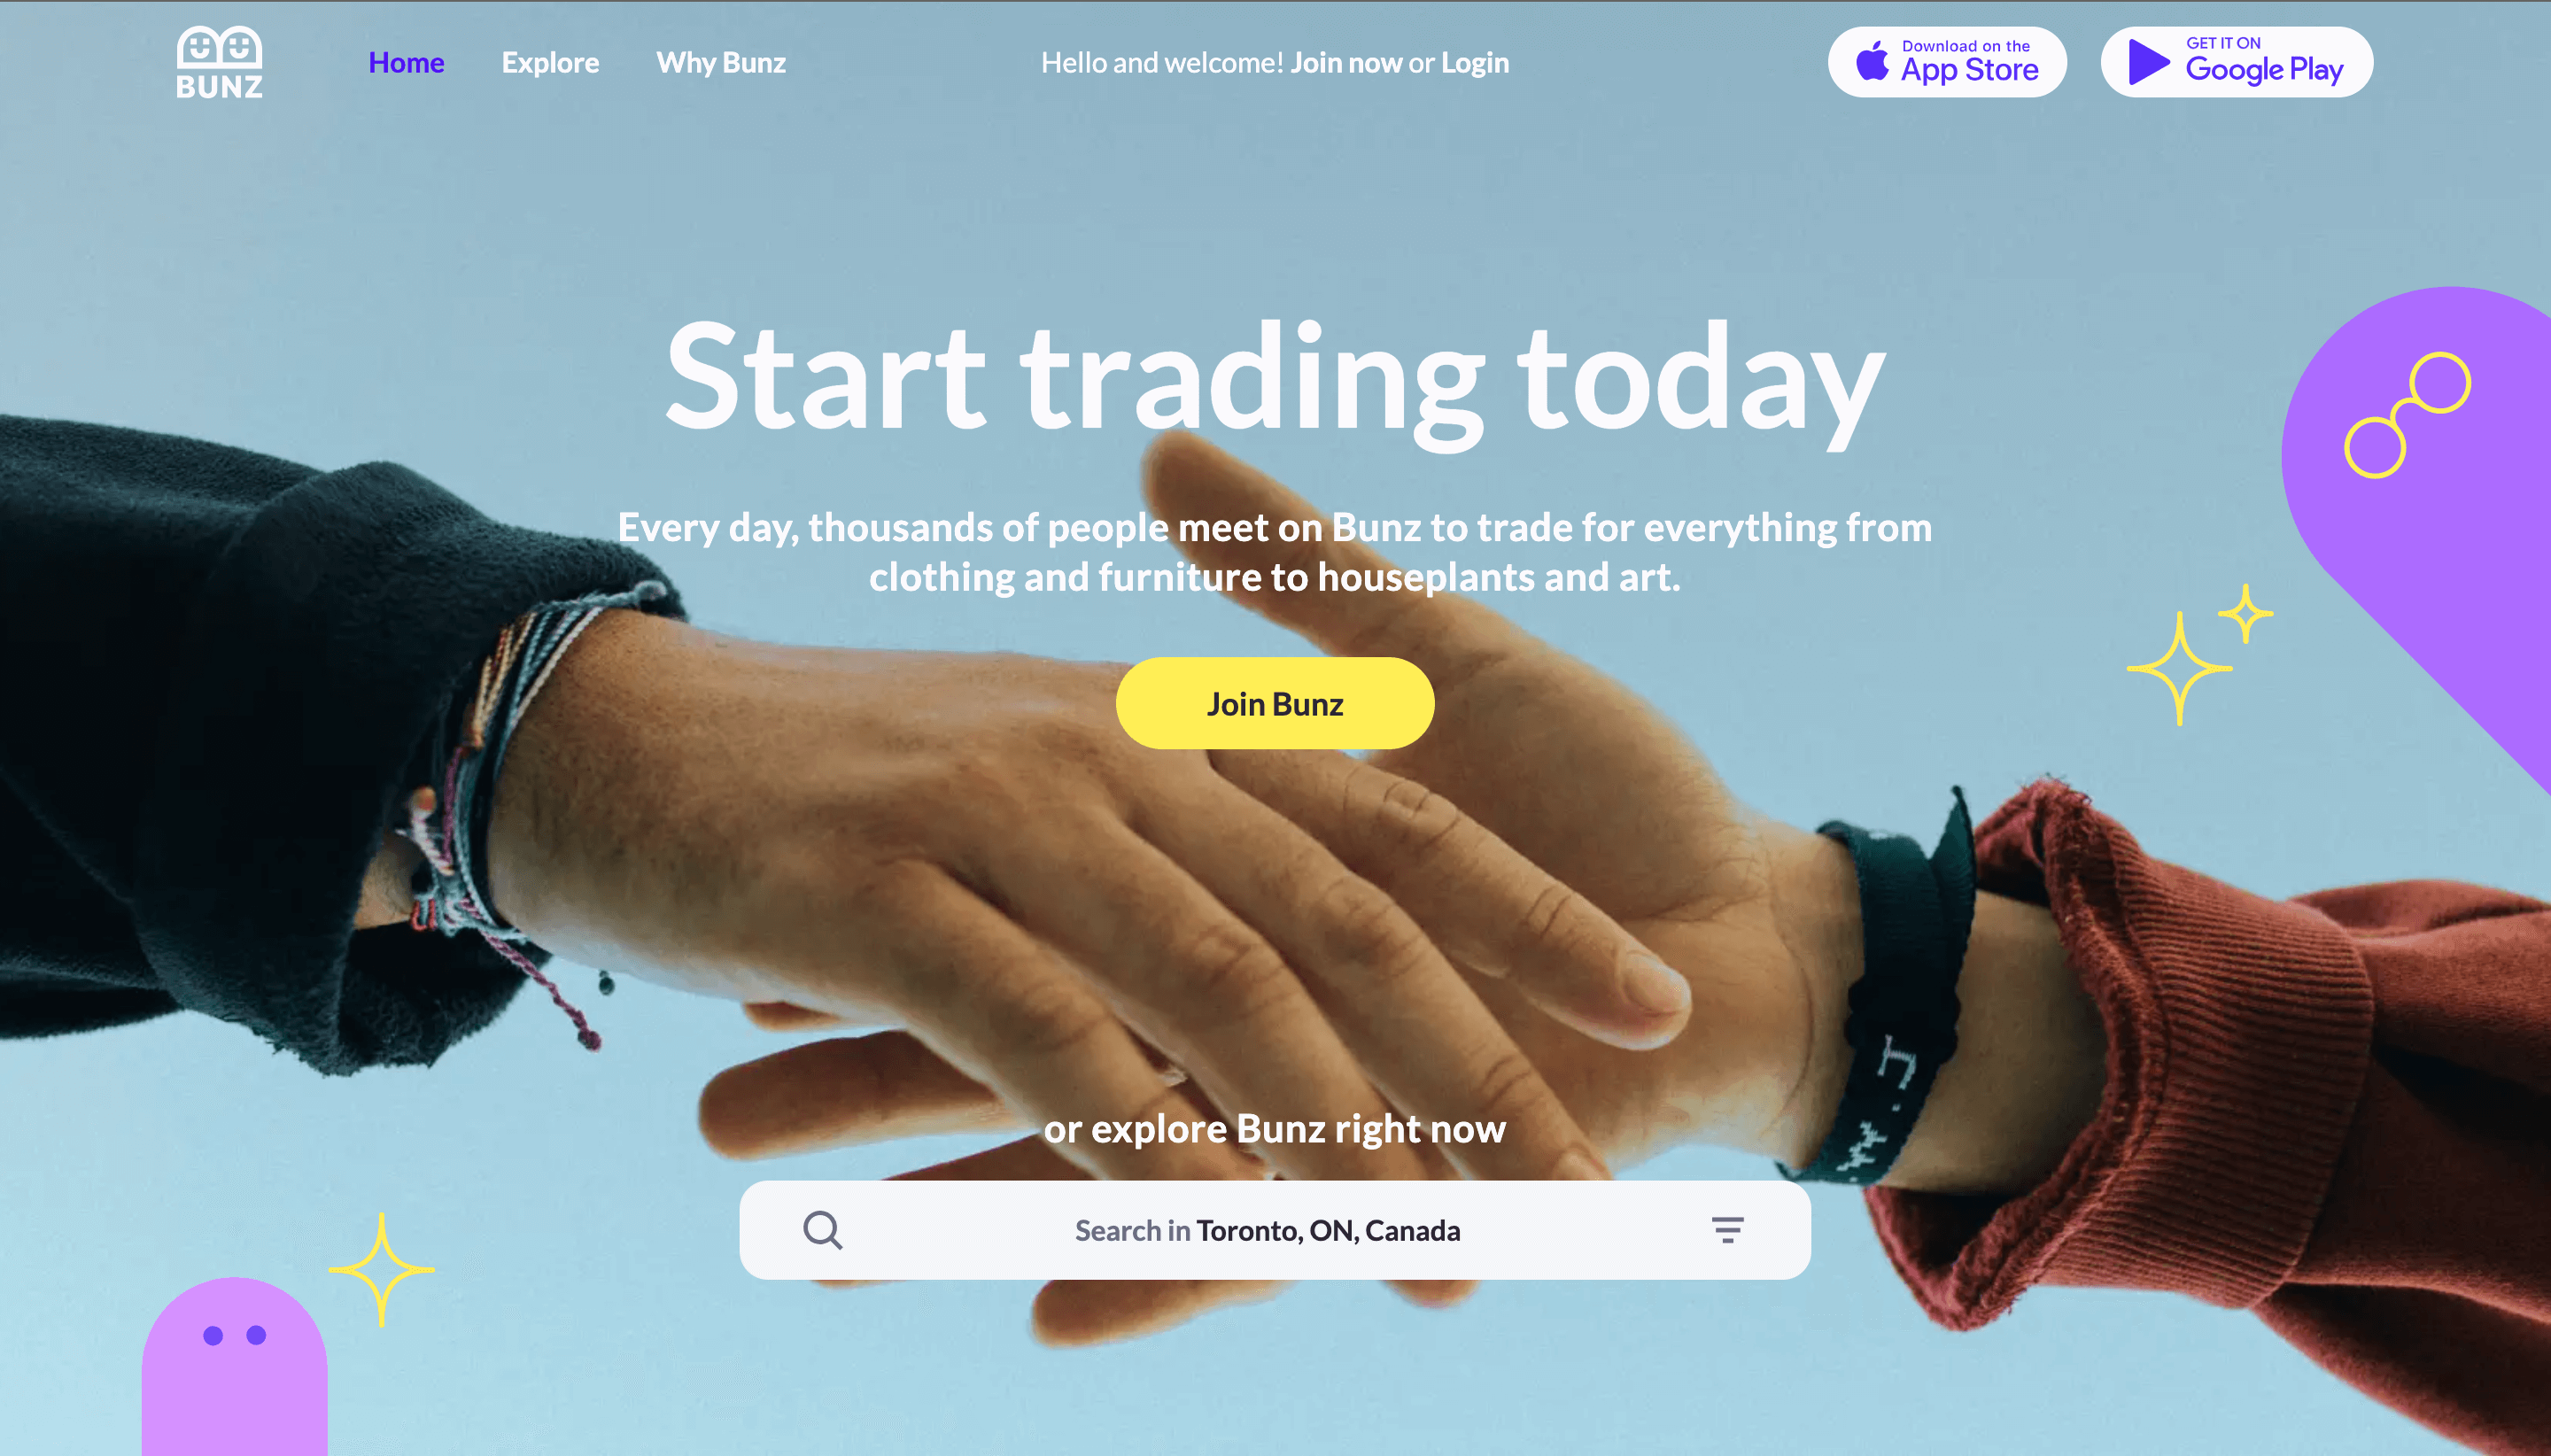 BUNZ
Home
Explore
Why Bunz
Hello and welcome! Join now or Login
Download on the
App Store
GET IT ON
Google Play
Start trading today
Every day, thousands of people meet on Bunz to trade for everything from
clothing and furniture to houseplants and art.
Join Bunz
or explore Bunz right now
Search in Toronto, ON, Canada